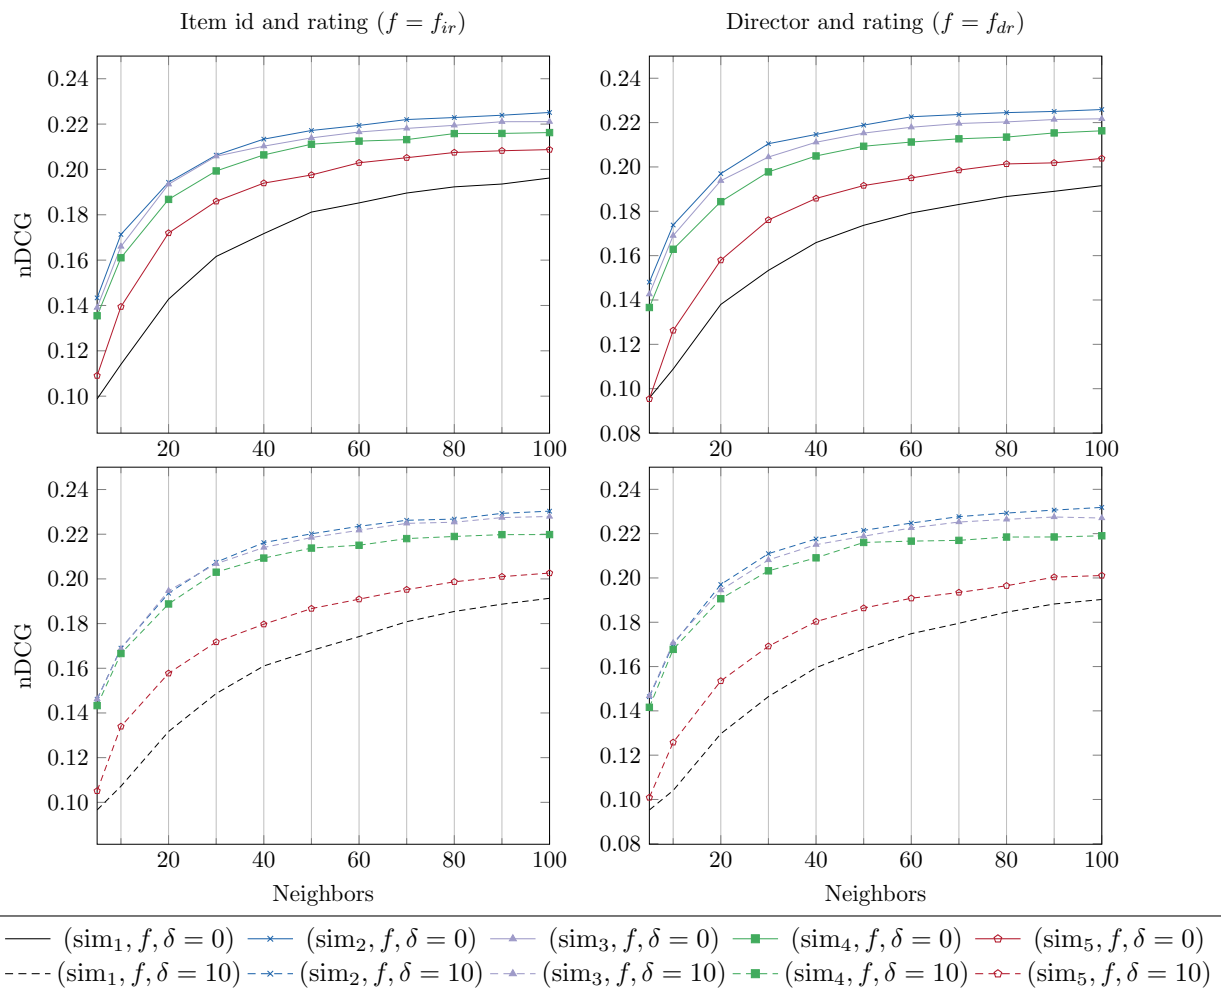 Item id and rating (f = f_ir)
Director and rating (f = f_dr)
0.24
0.22
0.20
0.18
0.16
0.14
0.12
0.10
nDCG
20 40 60 80 100
0.24
0.22
0.20
0.18
0.16
0.14
0.12
0.10
0.08
20 40 60 80 100
0.24
0.22
0.20
0.18
0.16
0.14
0.12
0.10
nDCG
20 40 60 80 100
Neighbors
0.24
0.22
0.20
0.18
0.16
0.14
0.12
0.10
0.08
20 40 60 80 100
Neighbors
(sim₁, f, δ = 0) (sim₂, f, δ = 0) (sim₃, f, δ = 0) (sim₄, f, δ = 0) (sim₅, f, δ = 0)
(sim₁, f, δ = 10) (sim₂, f, δ = 10) (sim₃, f, δ = 10) (sim₄, f, δ = 10) (sim₅, f, δ = 10)